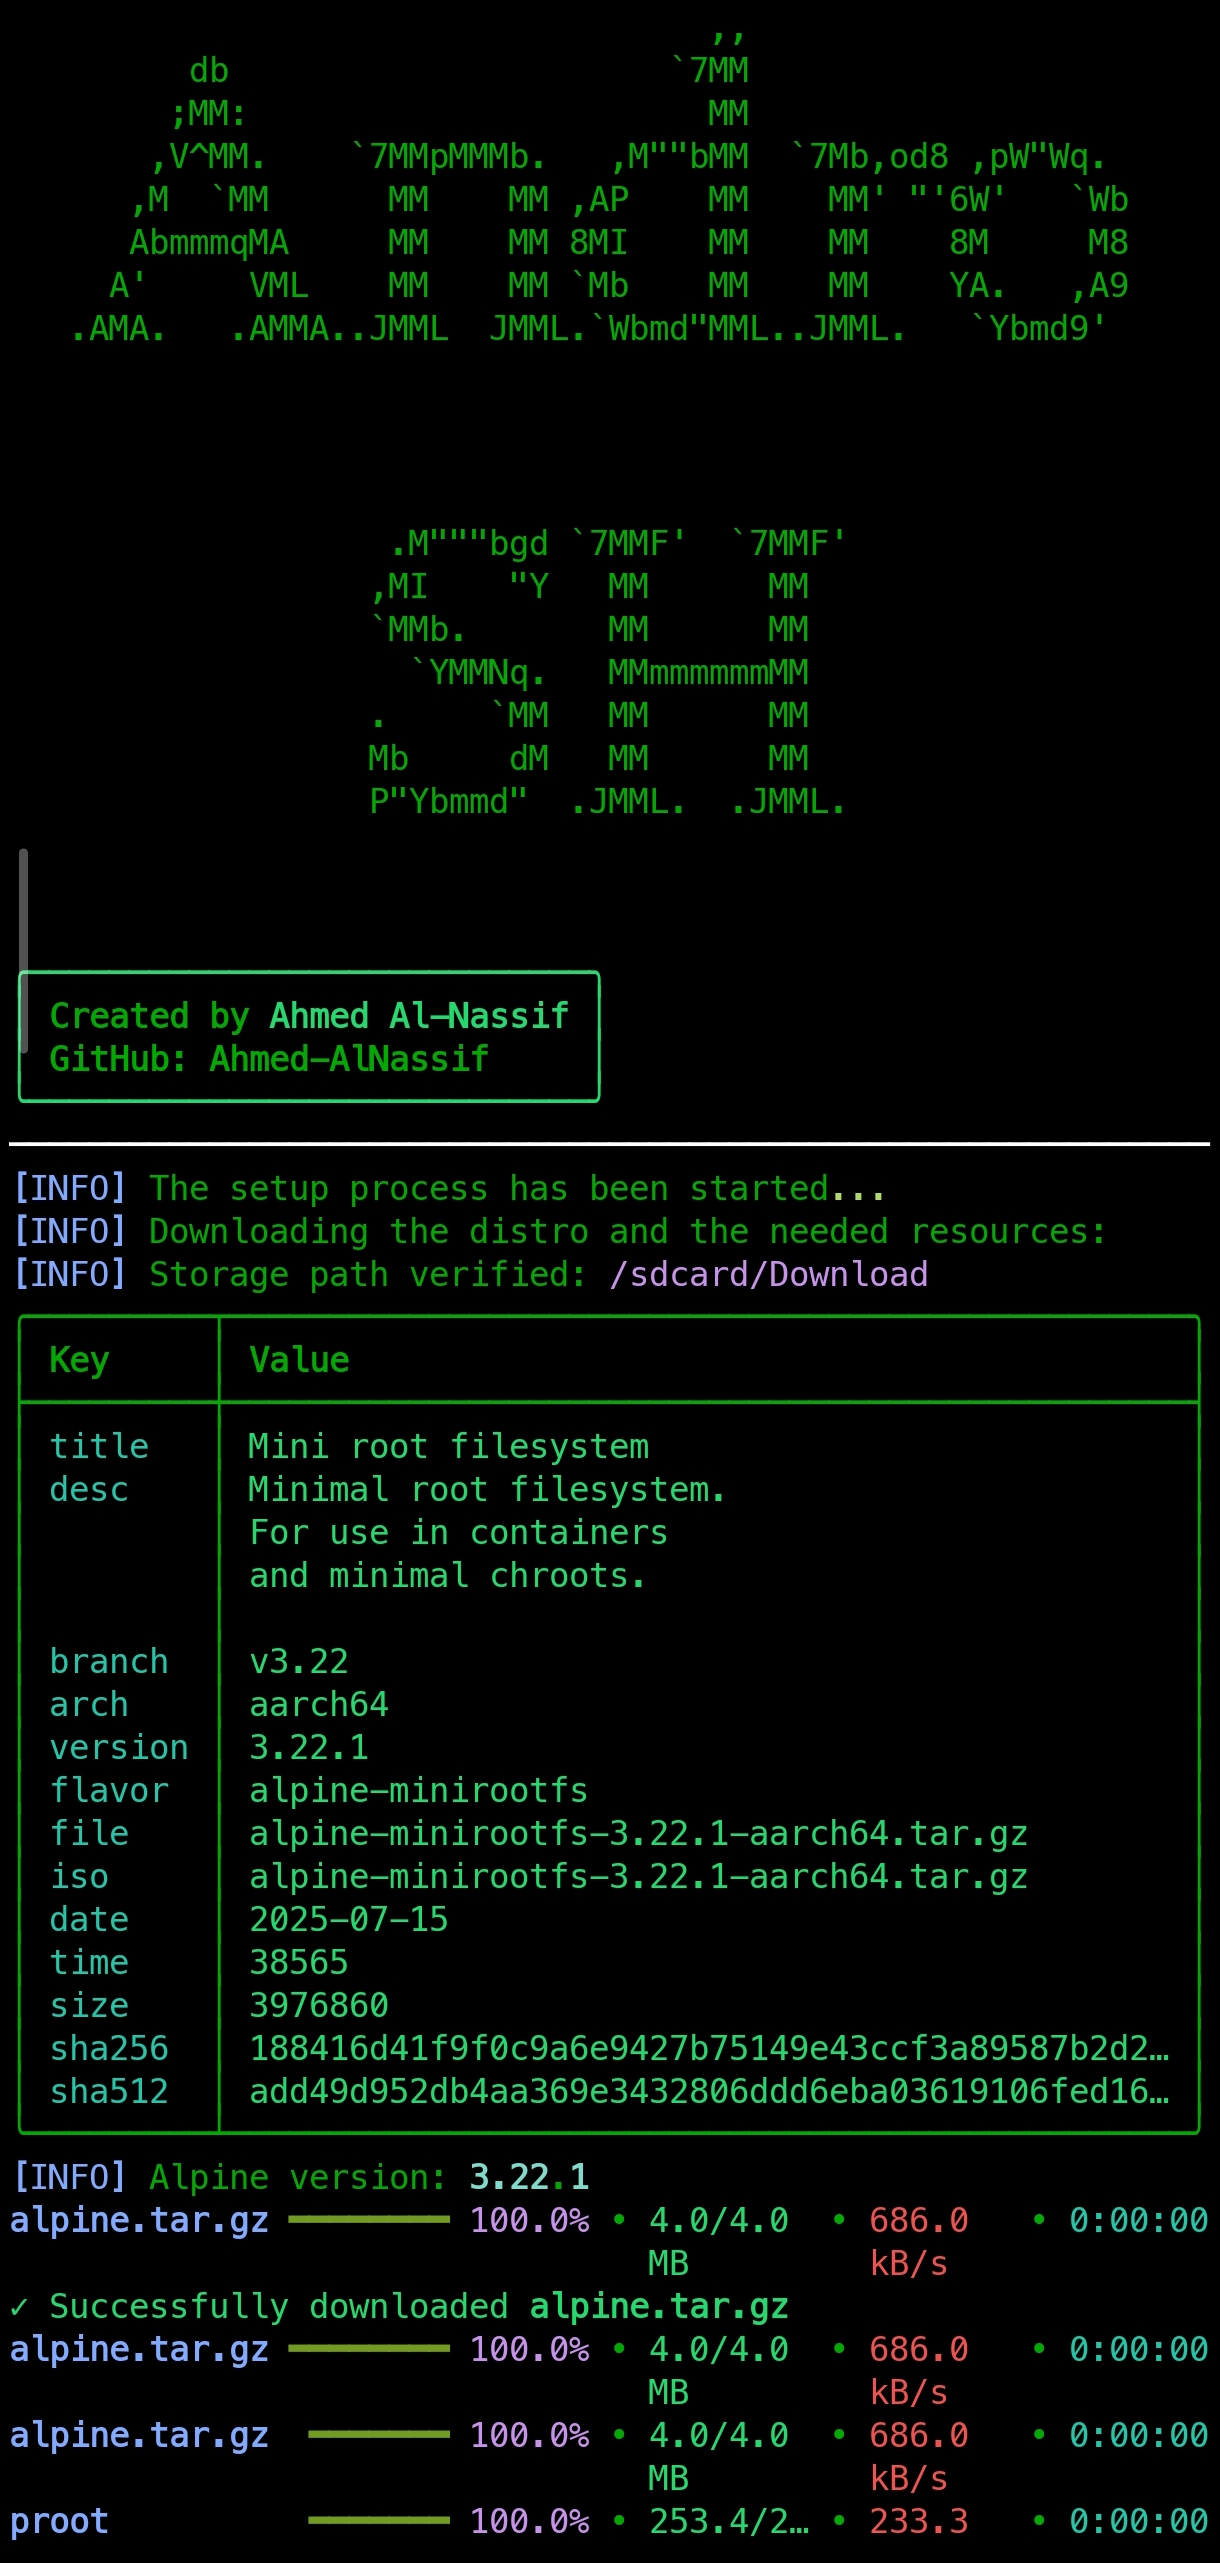 ,,
         db                      `7MM
        ;MM:                       MM
       ,V^MM.    `7MMpMMMb.   ,M""bMM  `7Mb,od8 ,pW"Wq.
      ,M  `MM      MM    MM ,AP    MM    MM' "'6W'   `Wb
      AbmmmqMA     MM    MM 8MI    MM    MM    8M     M8
     A'     VML    MM    MM `Mb    MM    MM    YA.   ,A9
   .AMA.   .AMMA..JMML  JMML.`Wbmd"MML..JMML.   `Ybmd9'
                   .M"""bgd `7MMF'  `7MMF'
                  ,MI    "Y   MM      MM
                  `MMb.       MM      MM
                    `YMMNq.   MMmmmmmmMM
                  .     `MM   MM      MM
                  Mb     dM   MM      MM
                  P"Ybmmd"  .JMML.  .JMML.
Created by Ahmed Al-Nassif
GitHub: Ahmed-AlNassif
[INFO] The setup process has been started...
[INFO] Downloading the distro and the needed resources:
[INFO] Storage path verified: /sdcard/Download
Key Value
title Mini root filesystem
desc Minimal root filesystem.
For use in containers
and minimal chroots.
branch v3.22
arch aarch64
version 3.22.1
flavor alpine-minirootfs
file alpine-minirootfs-3.22.1-aarch64.tar.gz
iso alpine-minirootfs-3.22.1-aarch64.tar.gz
date 2025-07-15
time 38565
size 3976860
sha256 188416d41f9f0c9a6e9427b75149e43ccf3a89587b2d2…
sha512 add49d952db4aa369e3432806ddd6eba03619106fed16…
[INFO] Alpine version: 3.22.1
alpine.tar.gz ━━━━━━━━ 100.0% • 4.0/4.0 • 686.0 • 0:00:00
MB kB/s
✓ Successfully downloaded alpine.tar.gz
alpine.tar.gz ━━━━━━━━ 100.0% • 4.0/4.0 • 686.0 • 0:00:00
MB kB/s
alpine.tar.gz ━━━━━━━ 100.0% • 4.0/4.0 • 686.0 • 0:00:00
MB kB/s
proot ━━━━━━━ 100.0% • 253.4/2… • 233.3 • 0:00:00